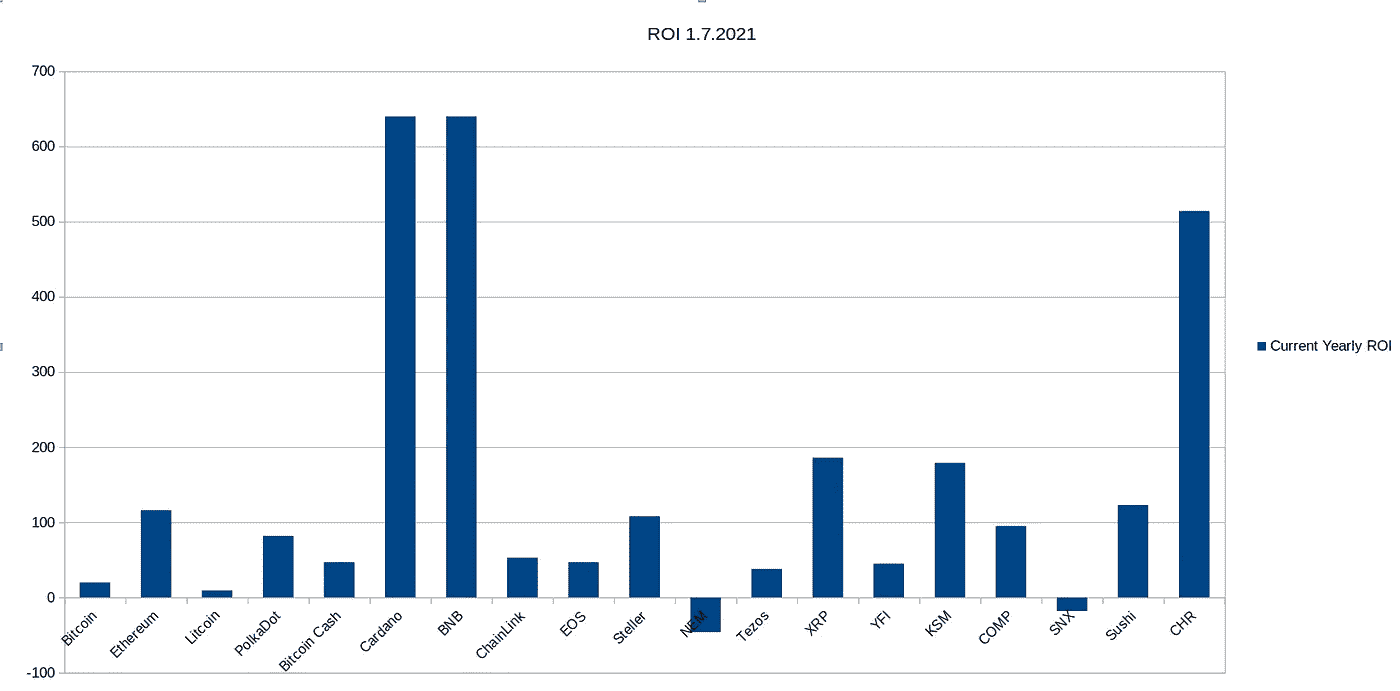 ROI 1.7.2021
700
600
500
400
300
200
100
0
-100
Bitcoin
Ethereum
Litcoin
PolkaDot
Bitcoin Cash
Cardano
BNB
ChainLink
EOS
Steller
NEM
Tezos
XRP
YFI
KSM
COMP
SNX
Sushi
CHR
Current Yearly ROI